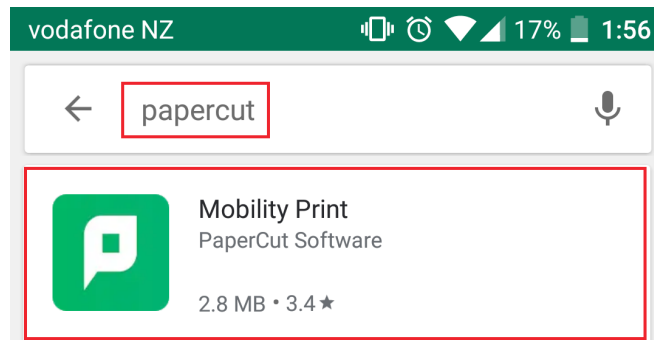 vodafone NZ 17% 1:56
papercut
Mobility Print
PaperCut Software
2.8 MB • 3.4★